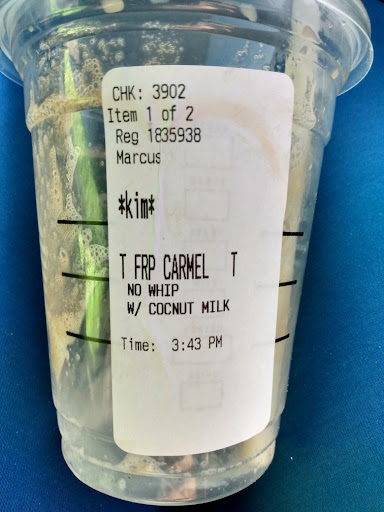 CHK: 3902
Item 1 of 2
Reg 1835938
Marcus
*kim*
T FRP CARMEL T
NO WHIP
W/ COCNUT MILK
Time: 3:43 PM